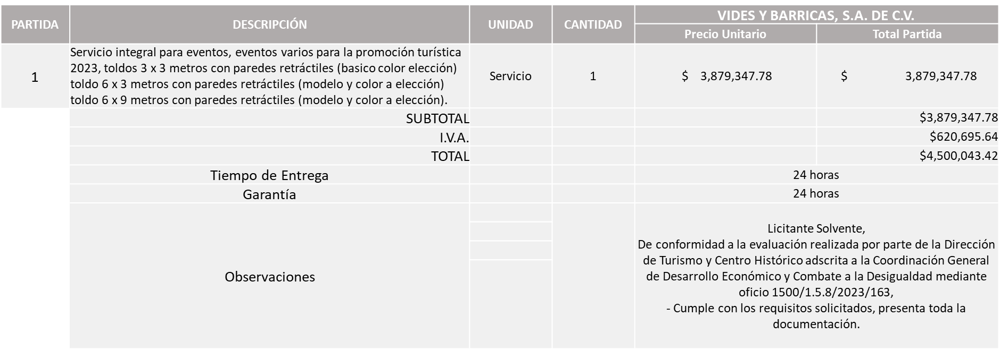 PARTIDA DESCRIPCIÓN UNIDAD CANTIDAD VIDES Y BARRICAS, S.A. DE C.V.
Precio Unitario Total Partida
1 Servicio integral para eventos, eventos varios para la promoción turística
2023, toldos 3 x 3 metros con paredes retráctiles (basico color elección)
toldo 6 x 3 metros con paredes retráctiles (modelo y color a elección)
toldo 6 x 9 metros con paredes retráctiles (modelo y color a elección).
Servicio 1 $ 3,879,347.78 $ 3,879,347.78
SUBTOTAL $3,879,347.78
I.V.A. $620,695.64
TOTAL $4,500,043.42
Tiempo de Entrega 24 horas
Garantía 24 horas
Observaciones
Licitante Solvente,
De conformidad a la evaluación realizada por parte de la Dirección
de Turismo y Centro Histórico adscrita a la Coordinación General
de Desarrollo Económico y Combate a la Desigualdad mediante
oficio 1500/1.5.8/2023/163,
- Cumple con los requisitos solicitados, presenta toda la
documentación.